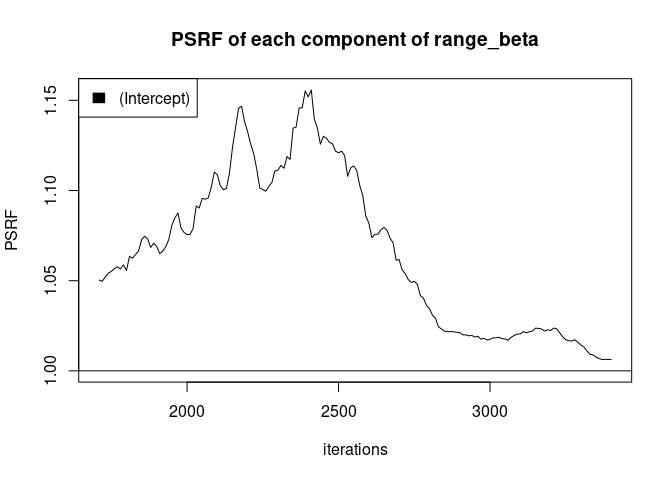 PSRF of each component of range_beta
(Intercept)
PSRF
1.15
1.10
1.05
1.00
2000 2500 3000
iterations